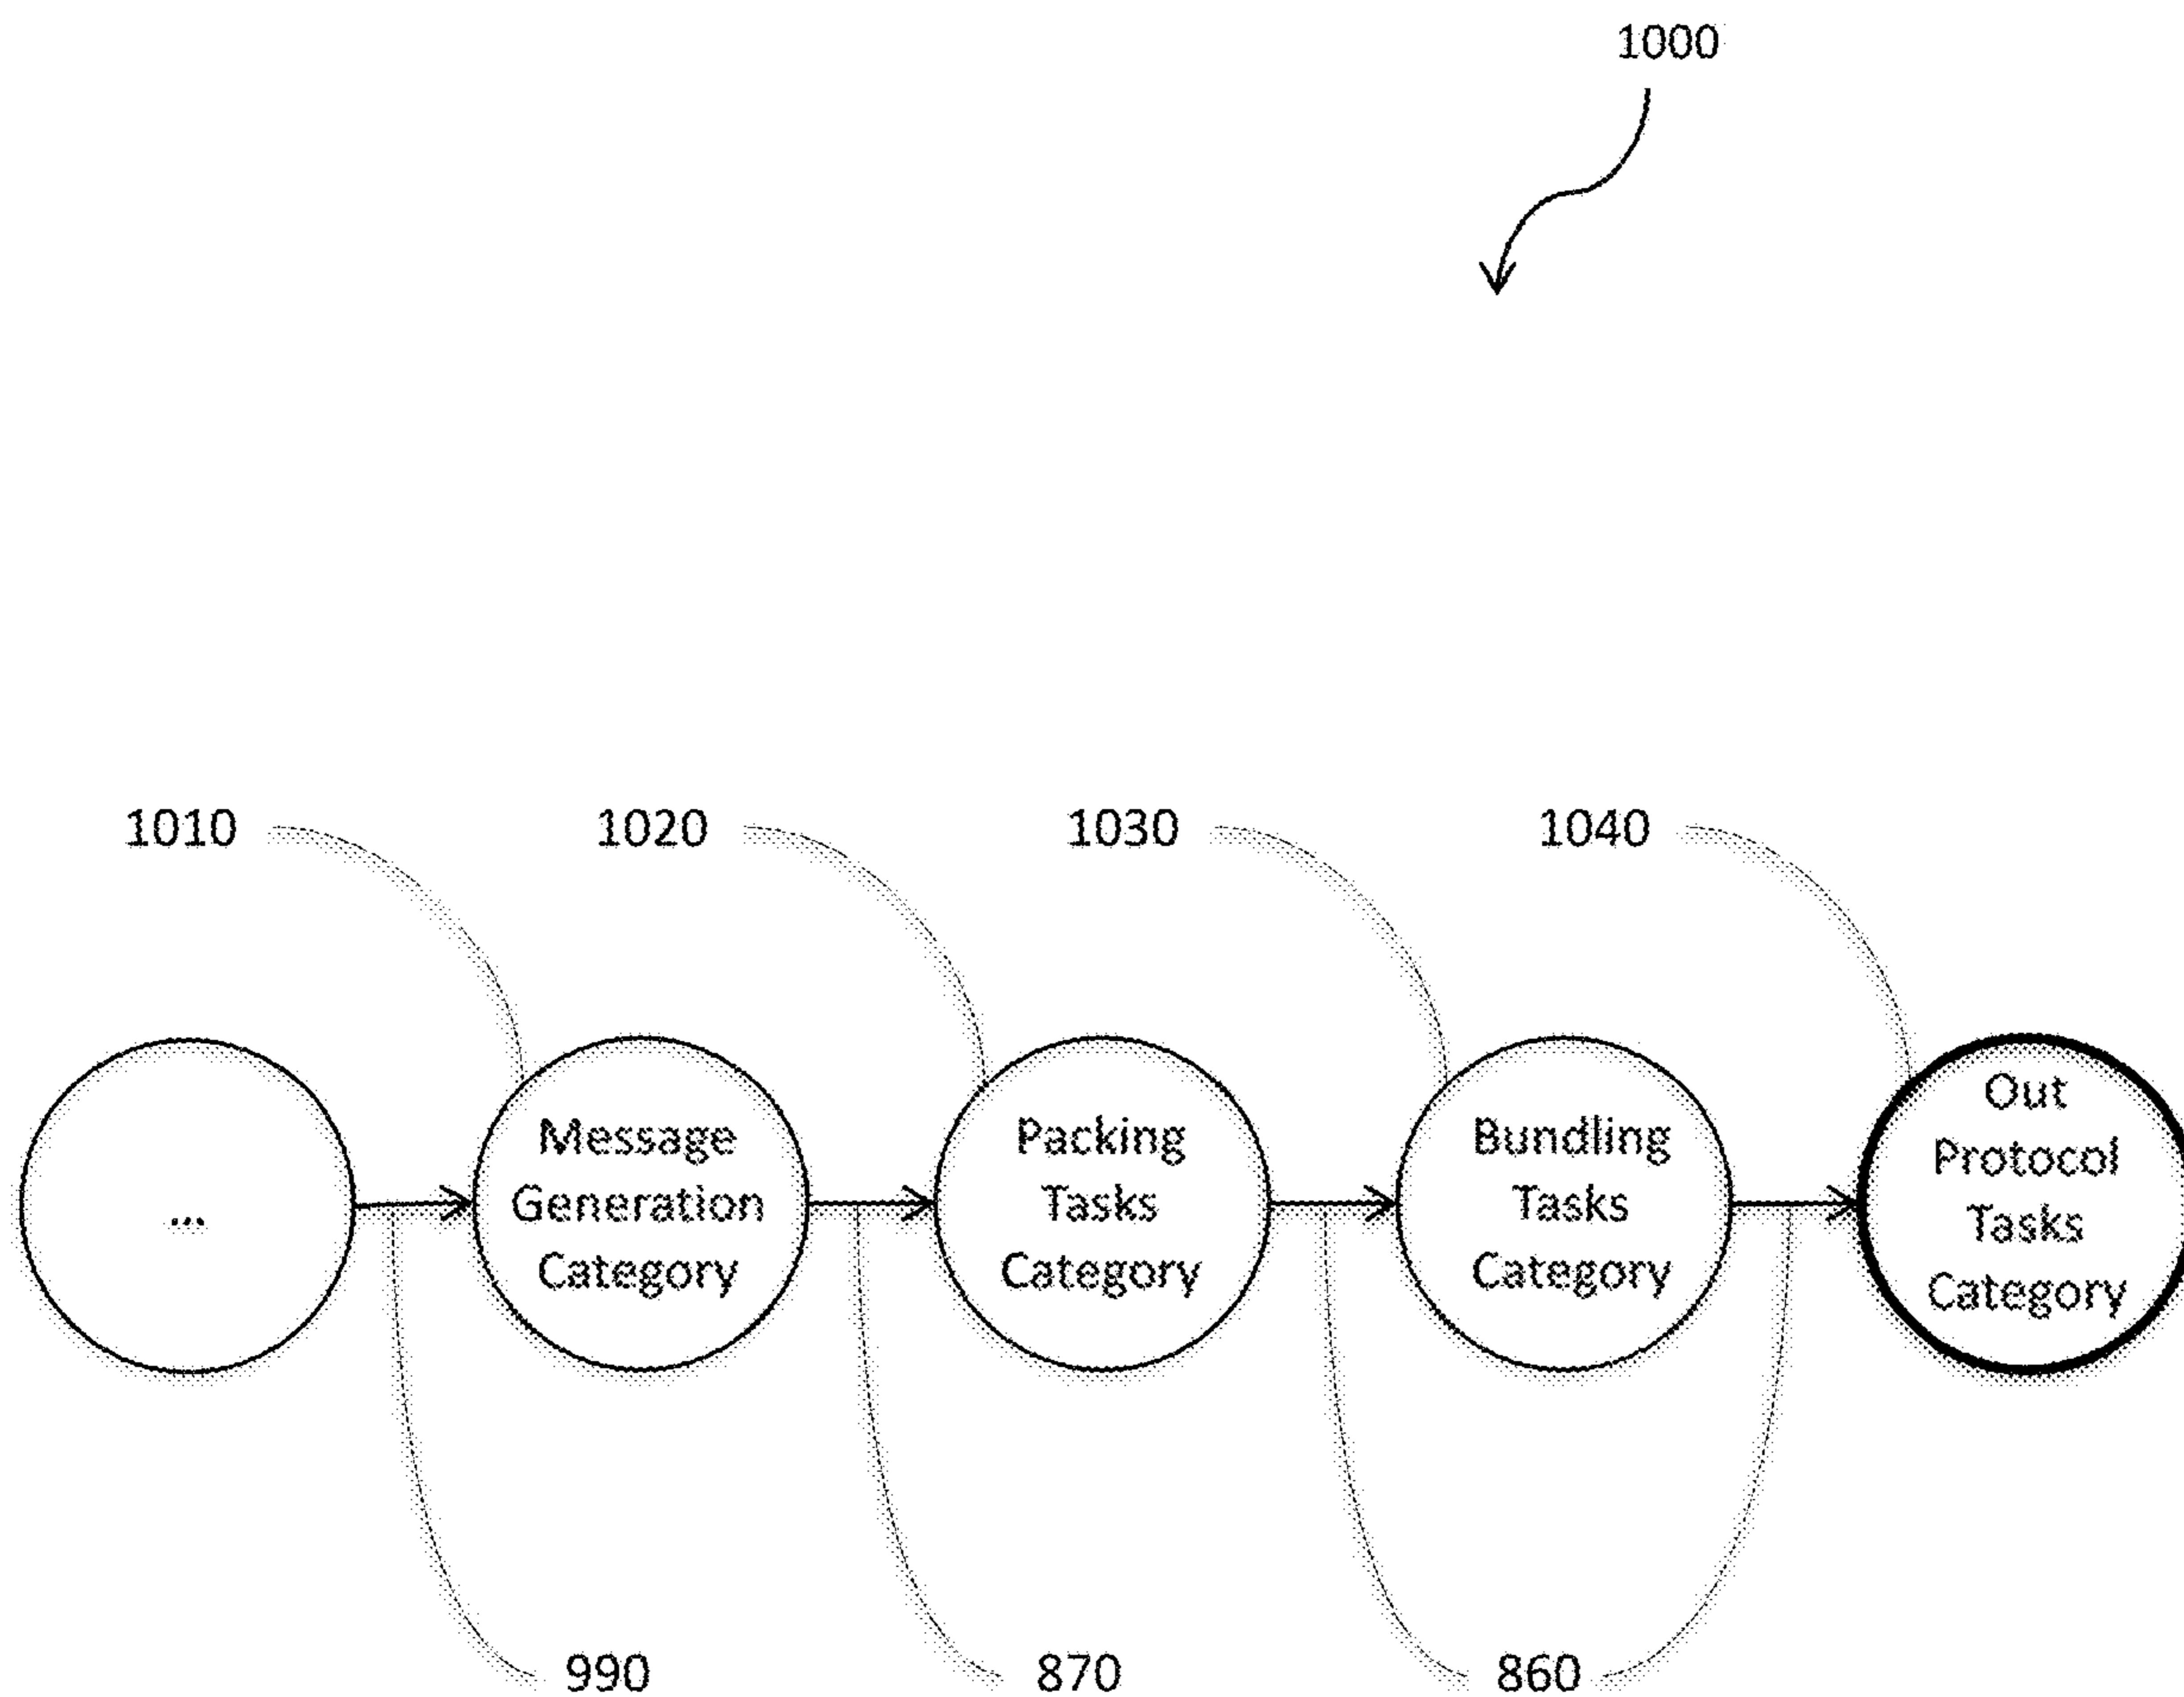 1000
1010
1020
1030
1040
...
Message
Generation
Category
Packing
Tasks
Category
Bundling
Tasks
Category
Out
Protocol
Tasks
Category
990
870
860